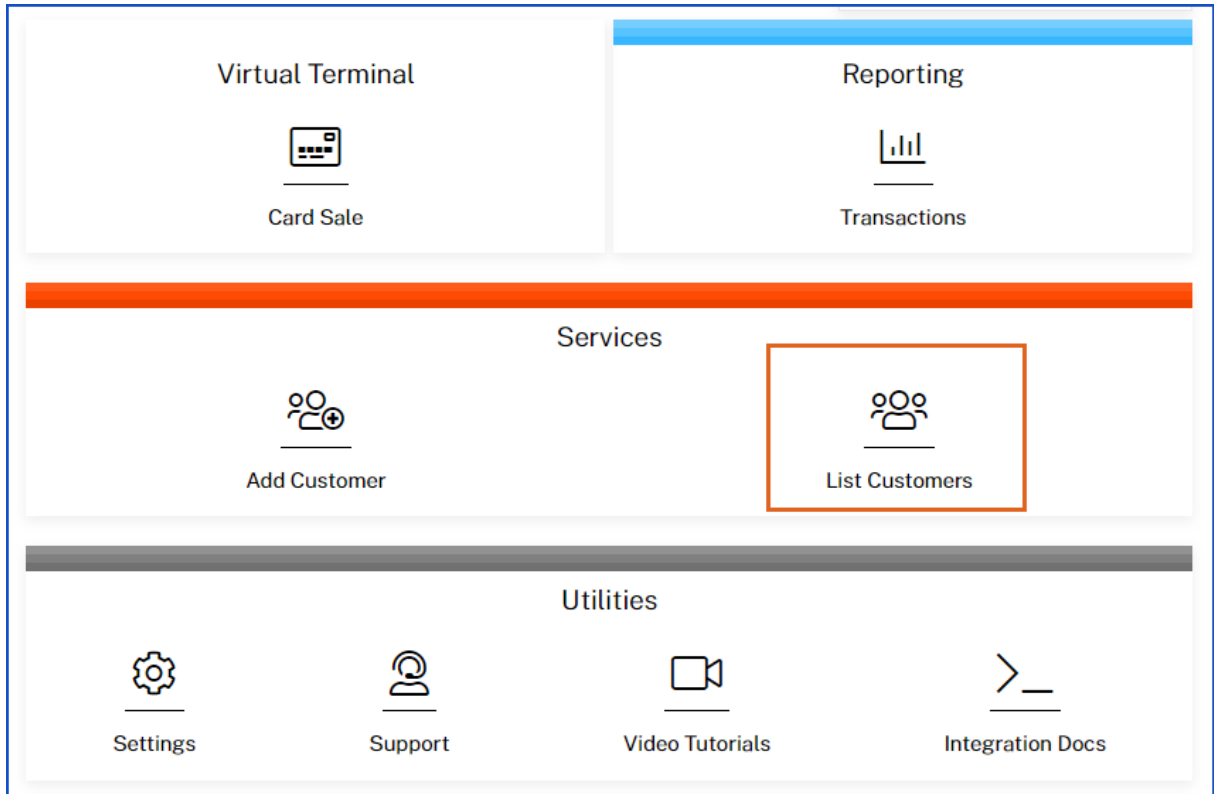 Virtual Terminal
Reporting
Card Sale
Transactions
Services
Add Customer
List Customers
Utilities
Settings
Support
Video Tutorials
Integration Docs